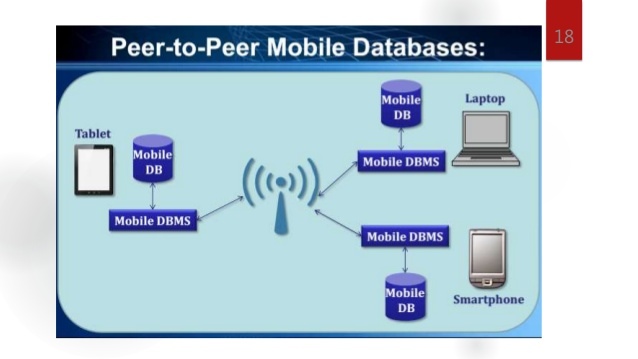 18
Peer-to-Peer Mobile Databases:
Tablet
Mobile
DB
Mobile DBMS
Mobile
DB
Laptop
Mobile DBMS
Mobile DBMS
Mobile
DB
Smartphone